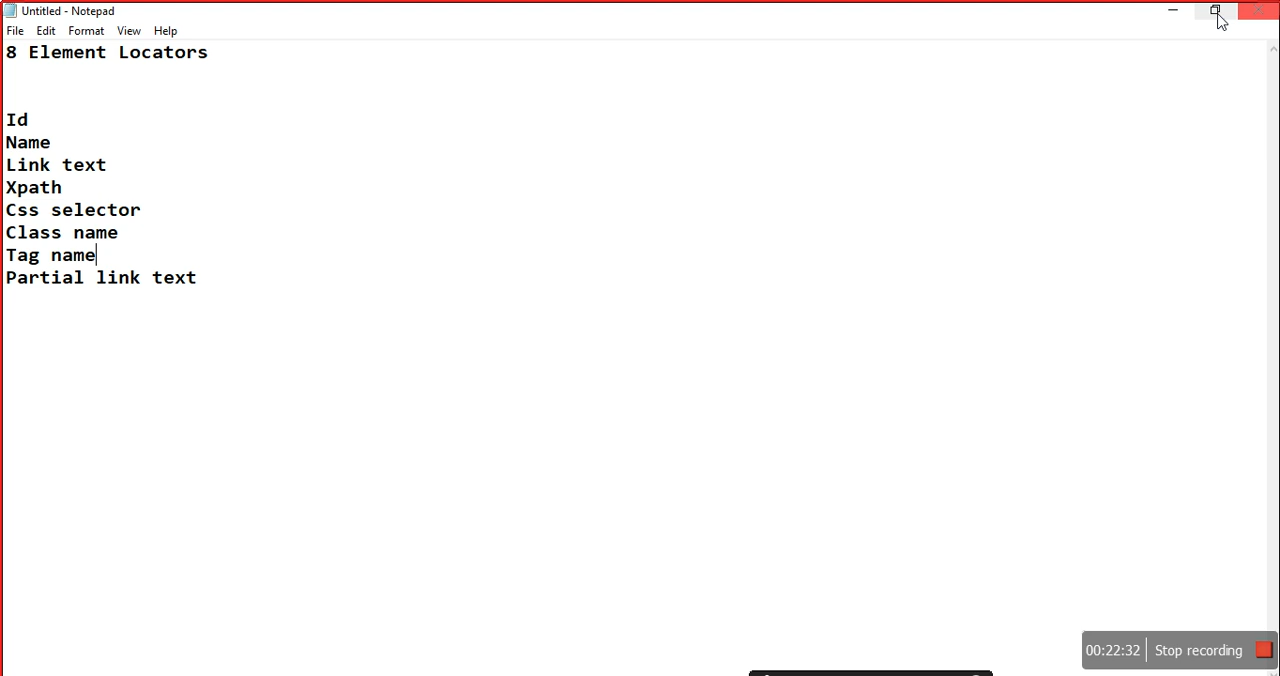 Untitled - Notepad
File Edit Format View Help
8 Element Locators
Id
Name
Link text
Xpath
Css selector
Class name
Tag name
Partial link text
00:22:32 Stop recording